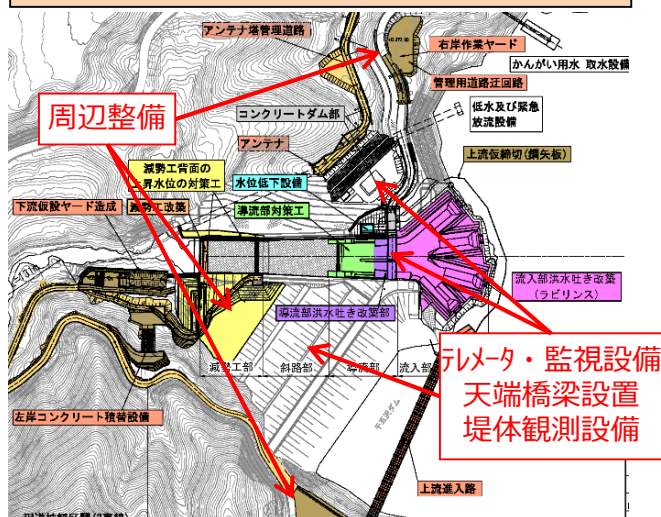 アンテナ塔管理道路
右岸作業ヤード
かんがい用水 取水設備
管理用道路迂回路
周辺整備
コンクリートダム部
低水及び緊急
放流設備
アンテナ
上流仮締切(鋼矢板)
減勢工背面の
上昇水位の対策工
水位低下設備
下流仮設ヤード造成
減勢工改築
導流部対策工
流入部洪水吐き改築
(ラビリンス)
導流部洪水吐き改築部
減勢工部
斜路部
導流部
流入部
テレメータ・監視設備
天端橋梁設置
堤体観測設備
左岸コンクリート積替設備
千五沢ダム
上流進入路